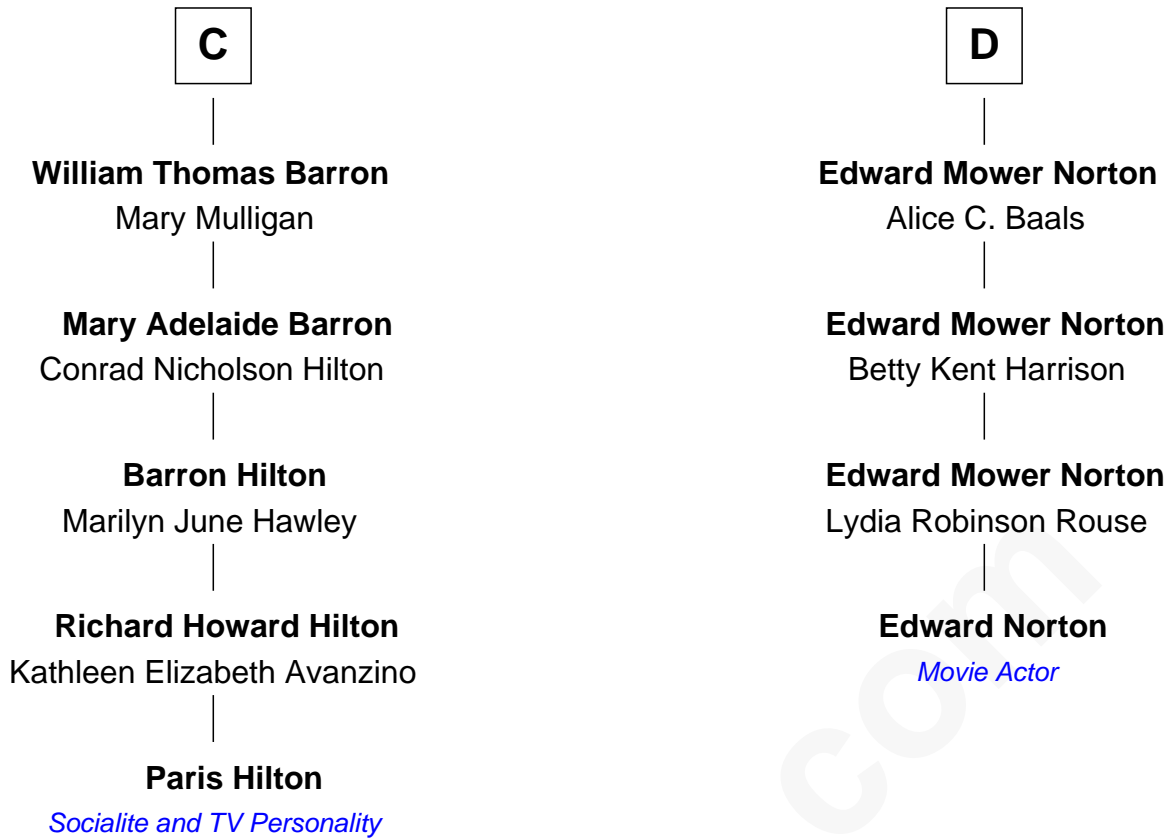 C
William Thomas Barron
Mary Mulligan
Mary Adelaide Barron
Conrad Nicholson Hilton
Barron Hilton
Marilyn June Hawley
Richard Howard Hilton
Kathleen Elizabeth Avanzino
Paris Hilton
Socialite and TV Personality
D
Edward Mower Norton
Alice C. Baals
Edward Mower Norton
Betty Kent Harrison
Edward Mower Norton
Lydia Robinson Rouse
Edward Norton
Movie Actor
com